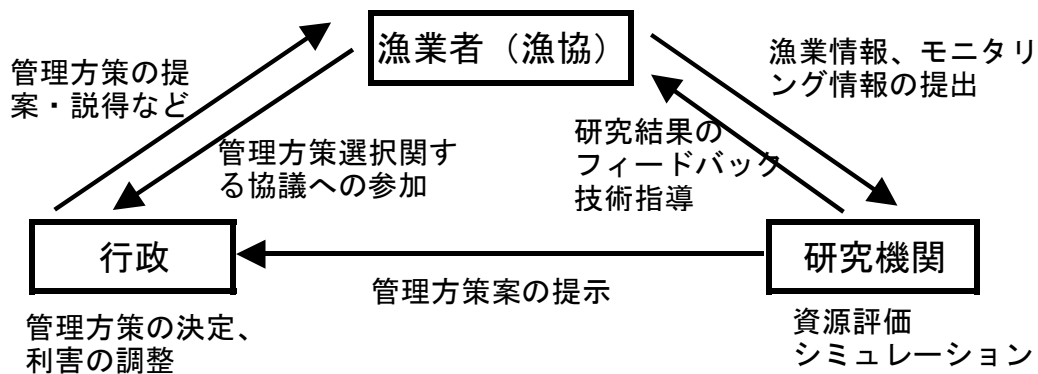 漁業者（漁協）
管理方策の提
案・説得など
漁業情報、モニタリ
ング情報の提出
管理方策選択関す
る協議への参加
研究結果の
フィードバック
技術指導
行政
研究機関
管理方策案の提示
管理方策の決定、
利害の調整
資源評価
シミュレーション